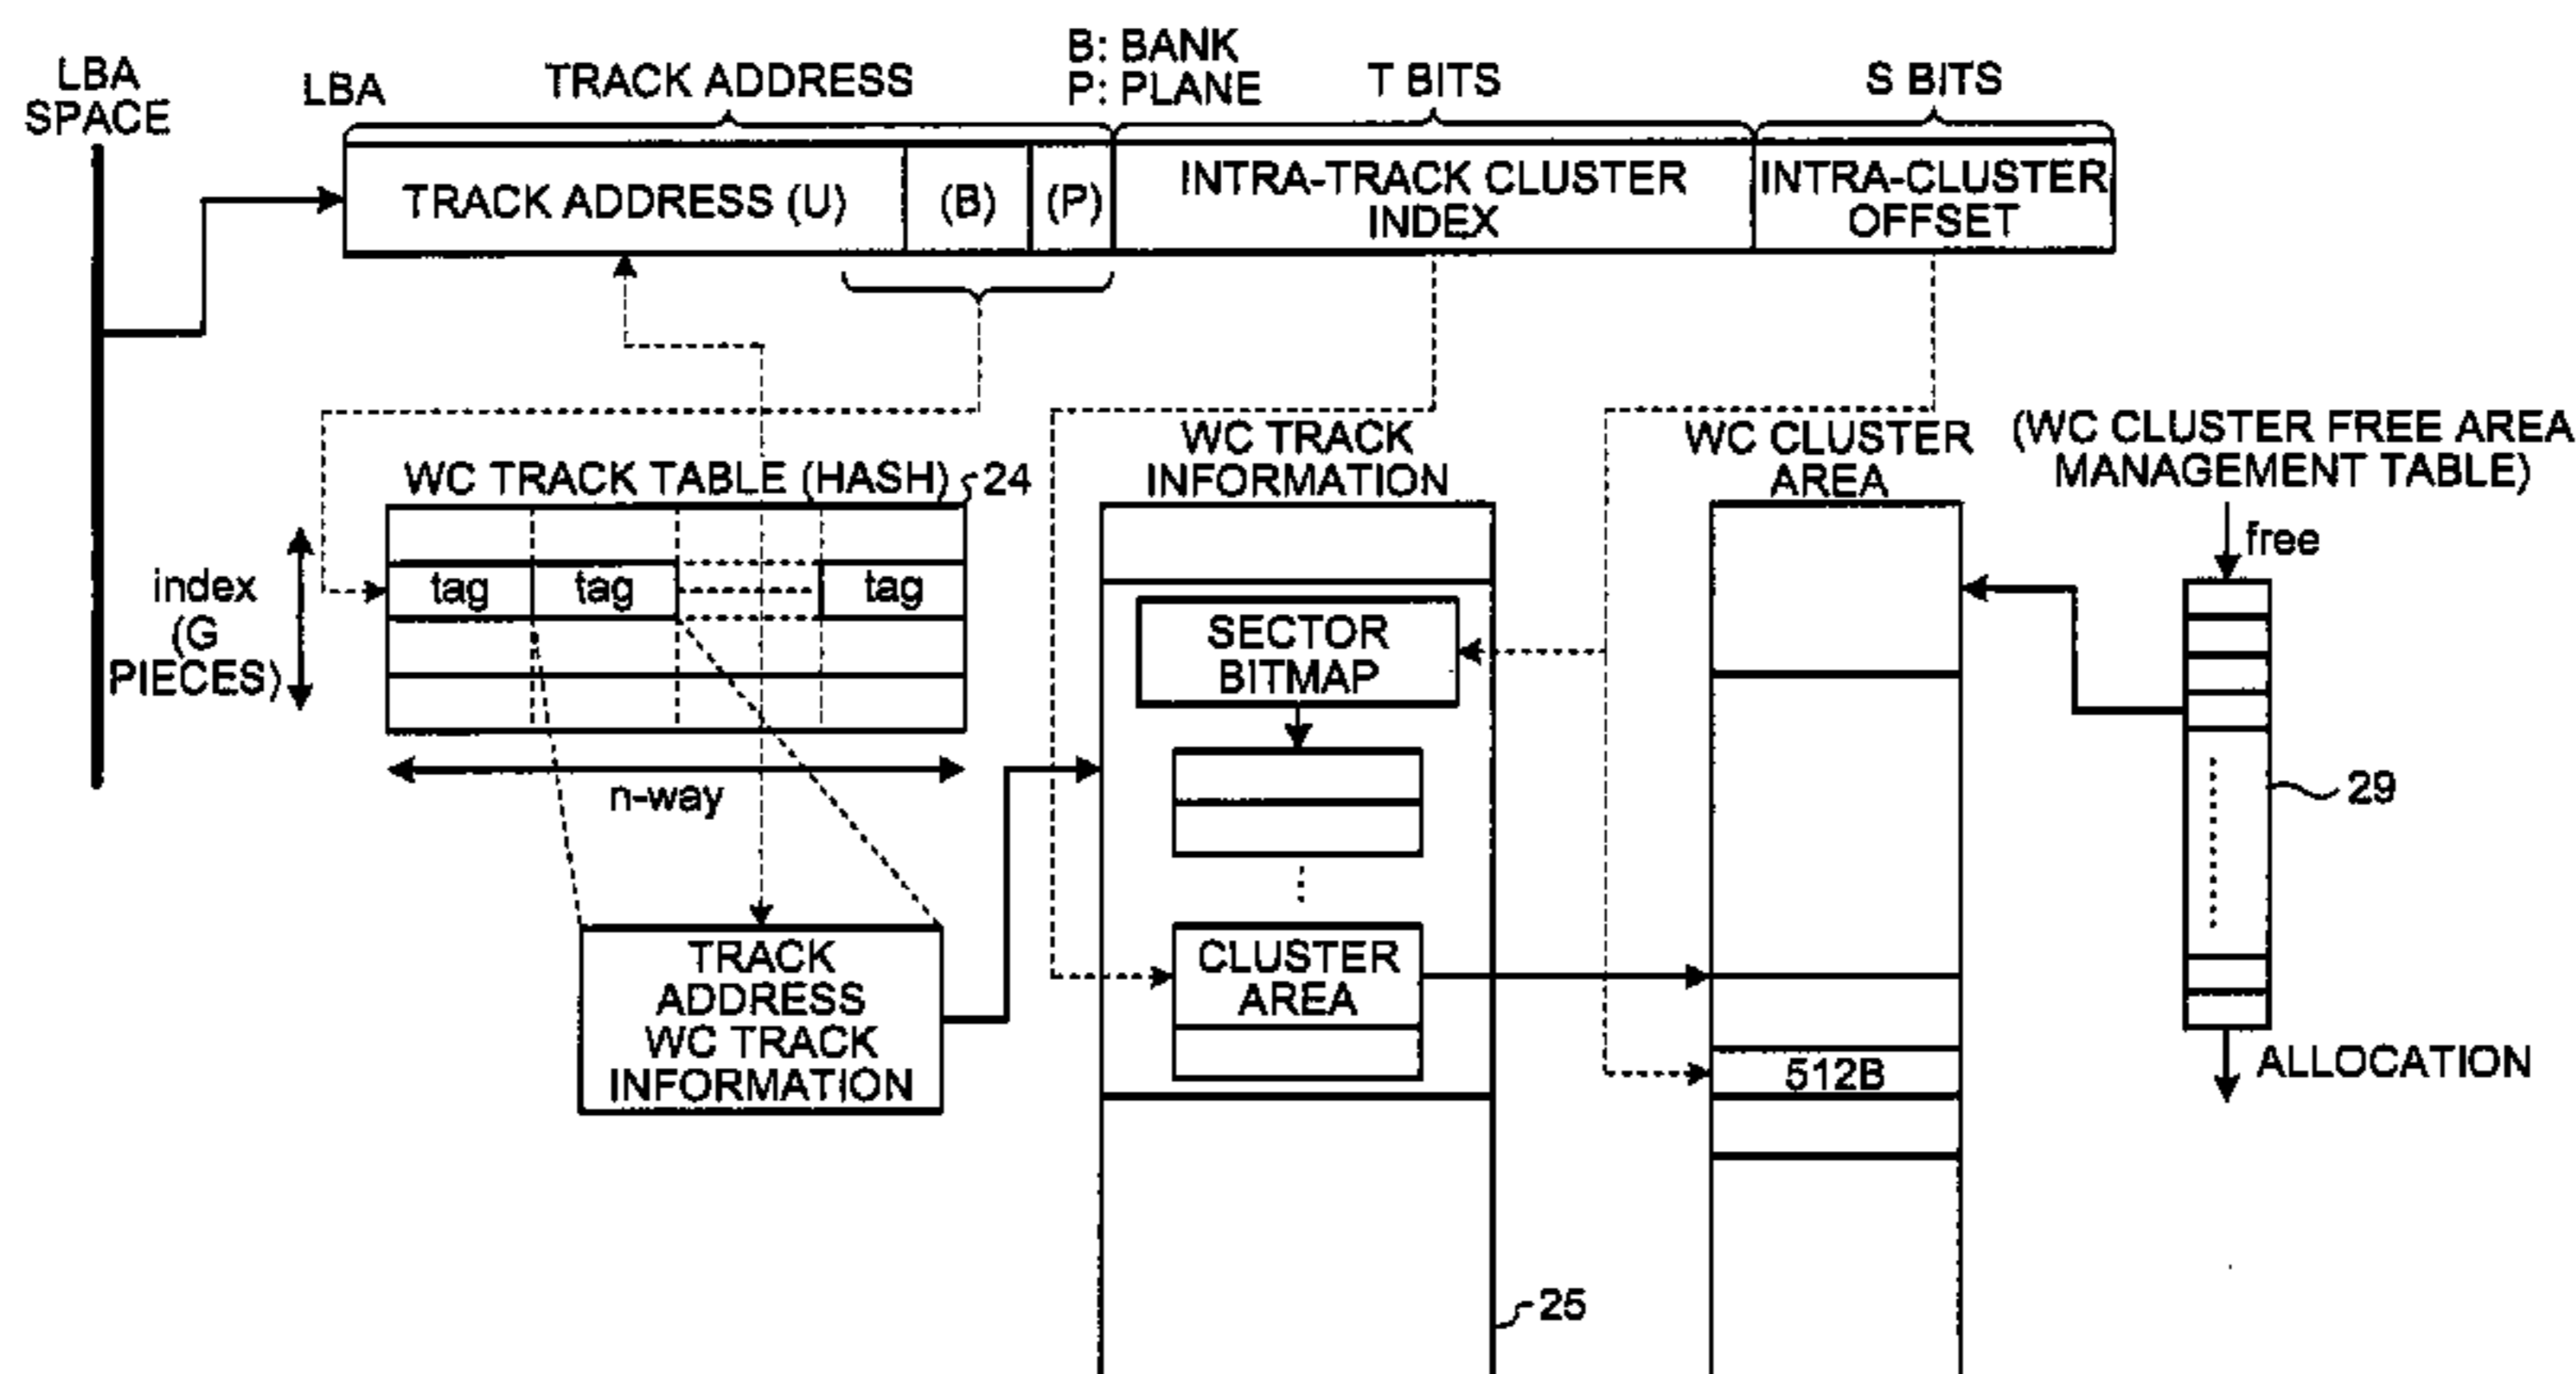 LBA
SPACE
LBA
TRACK ADDRESS
B: BANK
P: PLANE
T BITS
S BITS
TRACK ADDRESS (U)
(B)
(P)
INTRA-TRACK CLUSTER
INDEX
INTRA-CLUSTER
OFFSET
WC TRACK TABLE (HASH)
24
index
(G
PIECES)
tag
tag
tag
n-way
TRACK
ADDRESS
WC TRACK
INFORMATION
WC TRACK
INFORMATION
SECTOR
BITMAP
CLUSTER
AREA
25
WC CLUSTER
AREA
512B
(WC CLUSTER FREE AREA
MANAGEMENT TABLE)
free
29
ALLOCATION